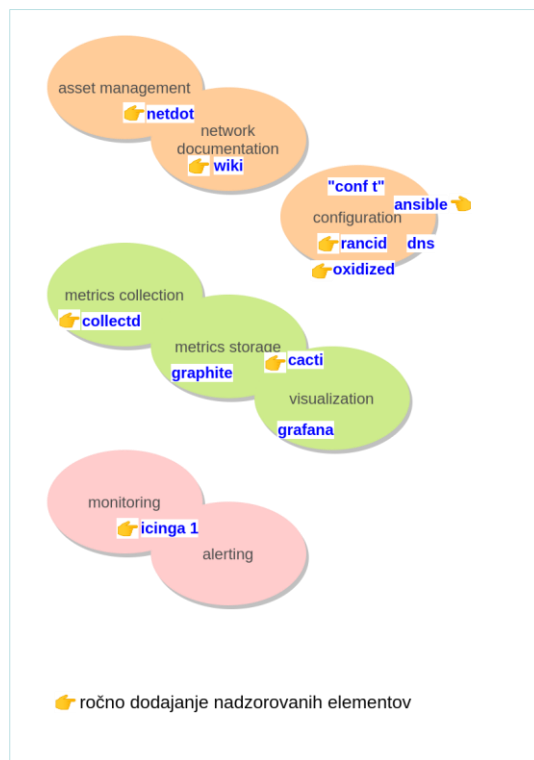 asset management
👉 netdot
network
documentation
👉 wiki
"conf t"
ansible 👈
configuration
👉 rancid dns
👉 oxidized
metrics collection
👉 collectd
metrics storage
👉 cacti
graphite
visualization
grafana
monitoring
👉 icinga 1
alerting
👉 ročno dodajanje nadzorovanih elementov